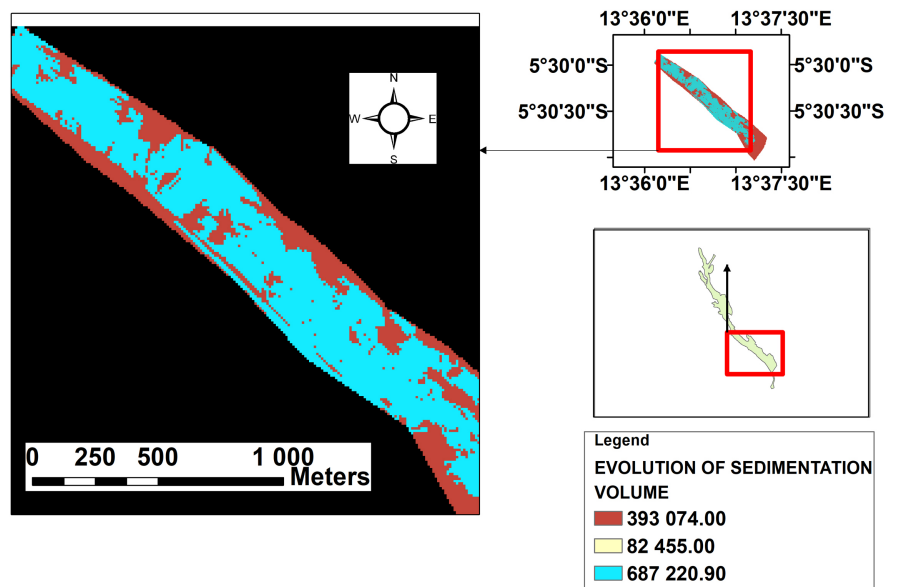 N
W E
S
0 250 500 1 000
Meters
13°36'0"E 13°37'30"E
5°30'0"S 5°30'0"S
5°30'30"S 5°30'30"S
13°36'0"E 13°37'30"E
Legend
EVOLUTION OF SEDIMENTATION
VOLUME
393 074.00
82 455.00
687 220.90